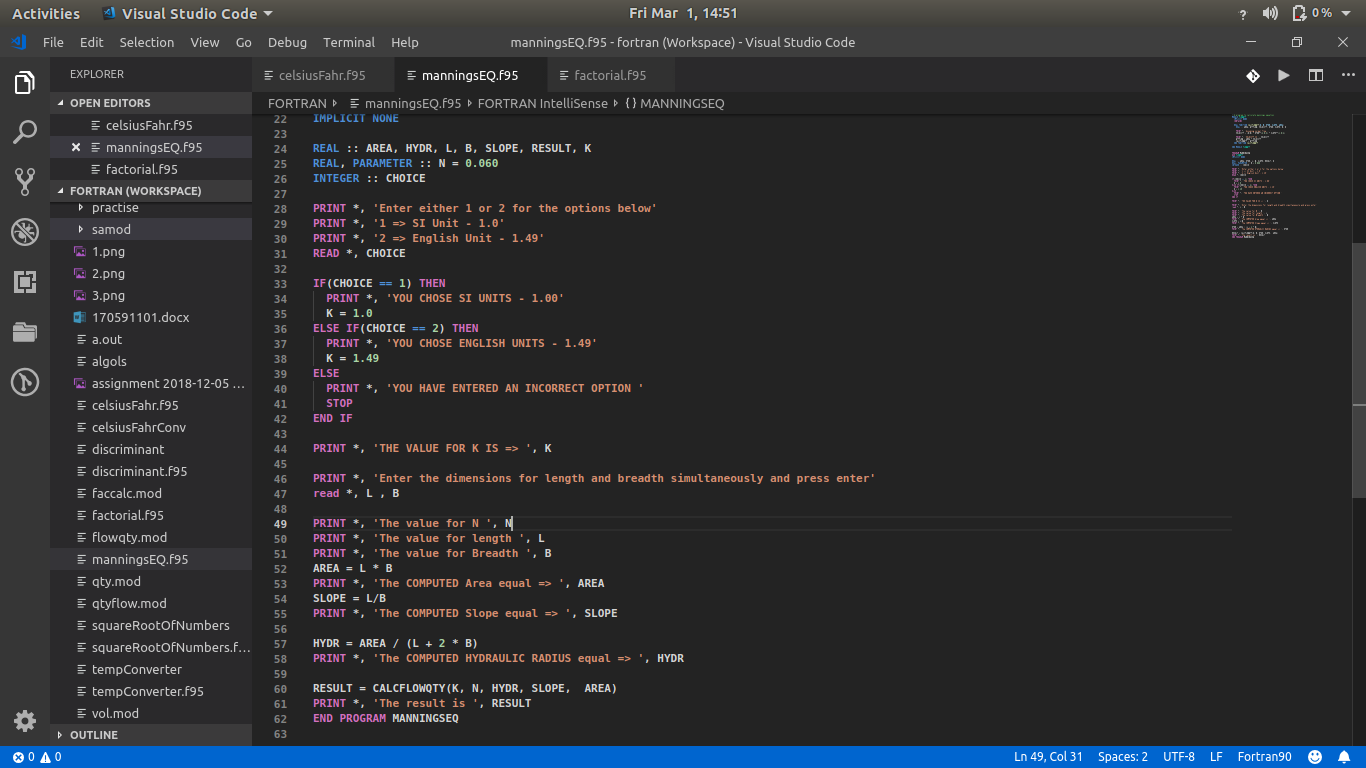 Activities Visual Studio Code Fri Mar 1, 14:51 ? 0 %
File Edit Selection View Go Debug Terminal Help manningsEQ.f95 - fortran (Workspace) - Visual Studio Code
EXPLORER
OPEN EDITORS
celsiusFahr.f95
manningsEQ.f95
factorial.f95
FORTRAN (WORKSPACE)
practise
samod
1.png
2.png
3.png
170591101.docx
a.out
algols
assignment 2018-12-05 ...
celsiusFahr.f95
celsiusFahrConv
discriminant
discriminant.f95
faccalc.mod
factorial.f95
flowqty.mod
manningsEQ.f95
qty.mod
qtyflow.mod
squareRootOfNumbers
squareRootOfNumbers.f...
tempConverter
tempConverter.f95
vol.mod
OUTLINE
celsiusFahr.f95 manningsEQ.f95 factorial.f95
FORTRAN manningsEQ.f95 FORTRAN IntelliSense {} MANNINGSEQ
22 IMPLICIT NONE
23
24 REAL :: AREA, HYDR, L, B, SLOPE, RESULT, K
25 REAL, PARAMETER :: N = 0.060
26 INTEGER :: CHOICE
27
28 PRINT *, 'Enter either 1 or 2 for the options below'
29 PRINT *, '1 => SI Unit - 1.0'
30 PRINT *, '2 => English Unit - 1.49'
31 READ *, CHOICE
32
33 IF(CHOICE == 1) THEN
34 PRINT *, 'YOU CHOSE SI UNITS - 1.00'
35 K = 1.0
36 ELSE IF(CHOICE == 2) THEN
37 PRINT *, 'YOU CHOSE ENGLISH UNITS - 1.49'
38 K = 1.49
39 ELSE
40 PRINT *, 'YOU HAVE ENTERED AN INCORRECT OPTION '
41 STOP
42 END IF
43
44 PRINT *, 'THE VALUE FOR K IS => ', K
45
46 PRINT *, 'Enter the dimensions for length and breadth simultaneously and press enter'
47 read *, L , B
48
49 PRINT *, 'The value for N ', N
50 PRINT *, 'The value for length ', L
51 PRINT *, 'The value for Breadth ', B
52 AREA = L * B
53 PRINT *, 'The COMPUTED Area equal => ', AREA
54 SLOPE = L/B
55 PRINT *, 'The COMPUTED Slope equal => ', SLOPE
56
57 HYDR = AREA / (L + 2 * B)
58 PRINT *, 'The COMPUTED HYDRAULIC RADIUS equal => ', HYDR
59
60 RESULT = CALCFLOWQTY(K, N, HYDR, SLOPE,  AREA)
61 PRINT *, 'The result is ', RESULT
62 END PROGRAM MANNINGSEQ
63
0 0 Ln 49, Col 31 Spaces: 2 UTF-8 LF Fortran90